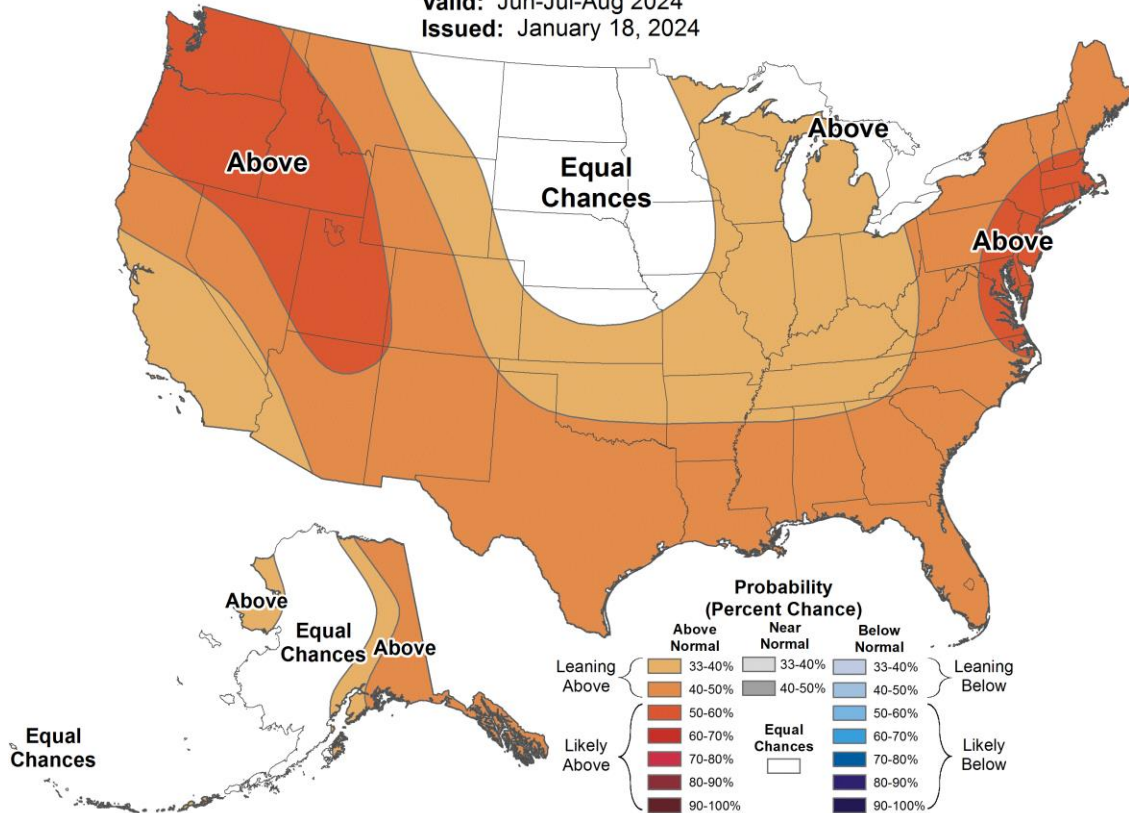 Valid: Jun-Jul-Aug 2024
Issued: January 18, 2024
Above
Equal
Chances
Above
Above
Above
Equal
Chances
Above
Equal
Chances
Probability
(Percent Chance)
Above
Normal
Near
Normal
Below
Normal
Leaning
Above
33-40%
40-50%
33-40%
40-50%
33-40%
40-50%
Leaning
Below
Likely
Above
50-60%
60-70%
70-80%
80-90%
90-100%
Equal
Chances
50-60%
60-70%
70-80%
80-90%
90-100%
Likely
Below